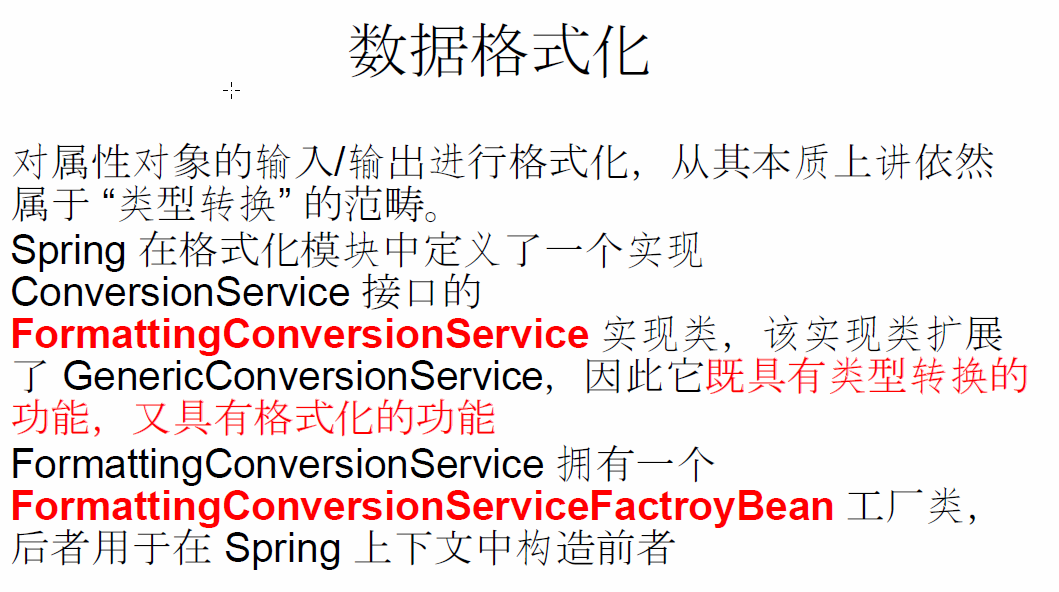 数据格式化
对属性对象的输入/输出进行格式化，从其本质上讲依然
属于 “类型转换” 的范畴。
Spring 在格式化模块中定义了一个实现
ConversionService 接口的
FormattingConversionService 实现类，该实现类扩展
了 GenericConversionService，因此它既具有类型转换的
功能，又具有格式化的功能
FormattingConversionService 拥有一个
FormattingConversionServiceFactroyBean 工厂类，
后者用于在 Spring 上下文中构造前者